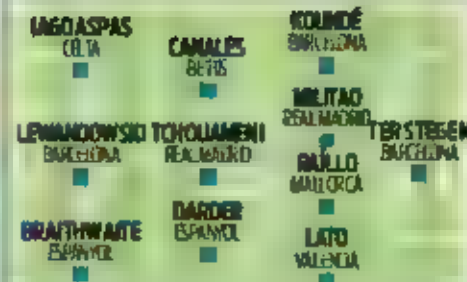 IAGO ASPAS
CELTA
CANALES
BETIS
KOUNDÉ
BARCELONA
LEWANDOWSKI
BARCELONA
TCHOUAMENI
REAL MADRID
MILITAO
REAL MADRID
TER STEGEN
BARCELONA
RAILLO
MALLORCA
BRAITHWAITE
ESPANYOL
DARDER
ESPANYOL
LATO
VALENCIA